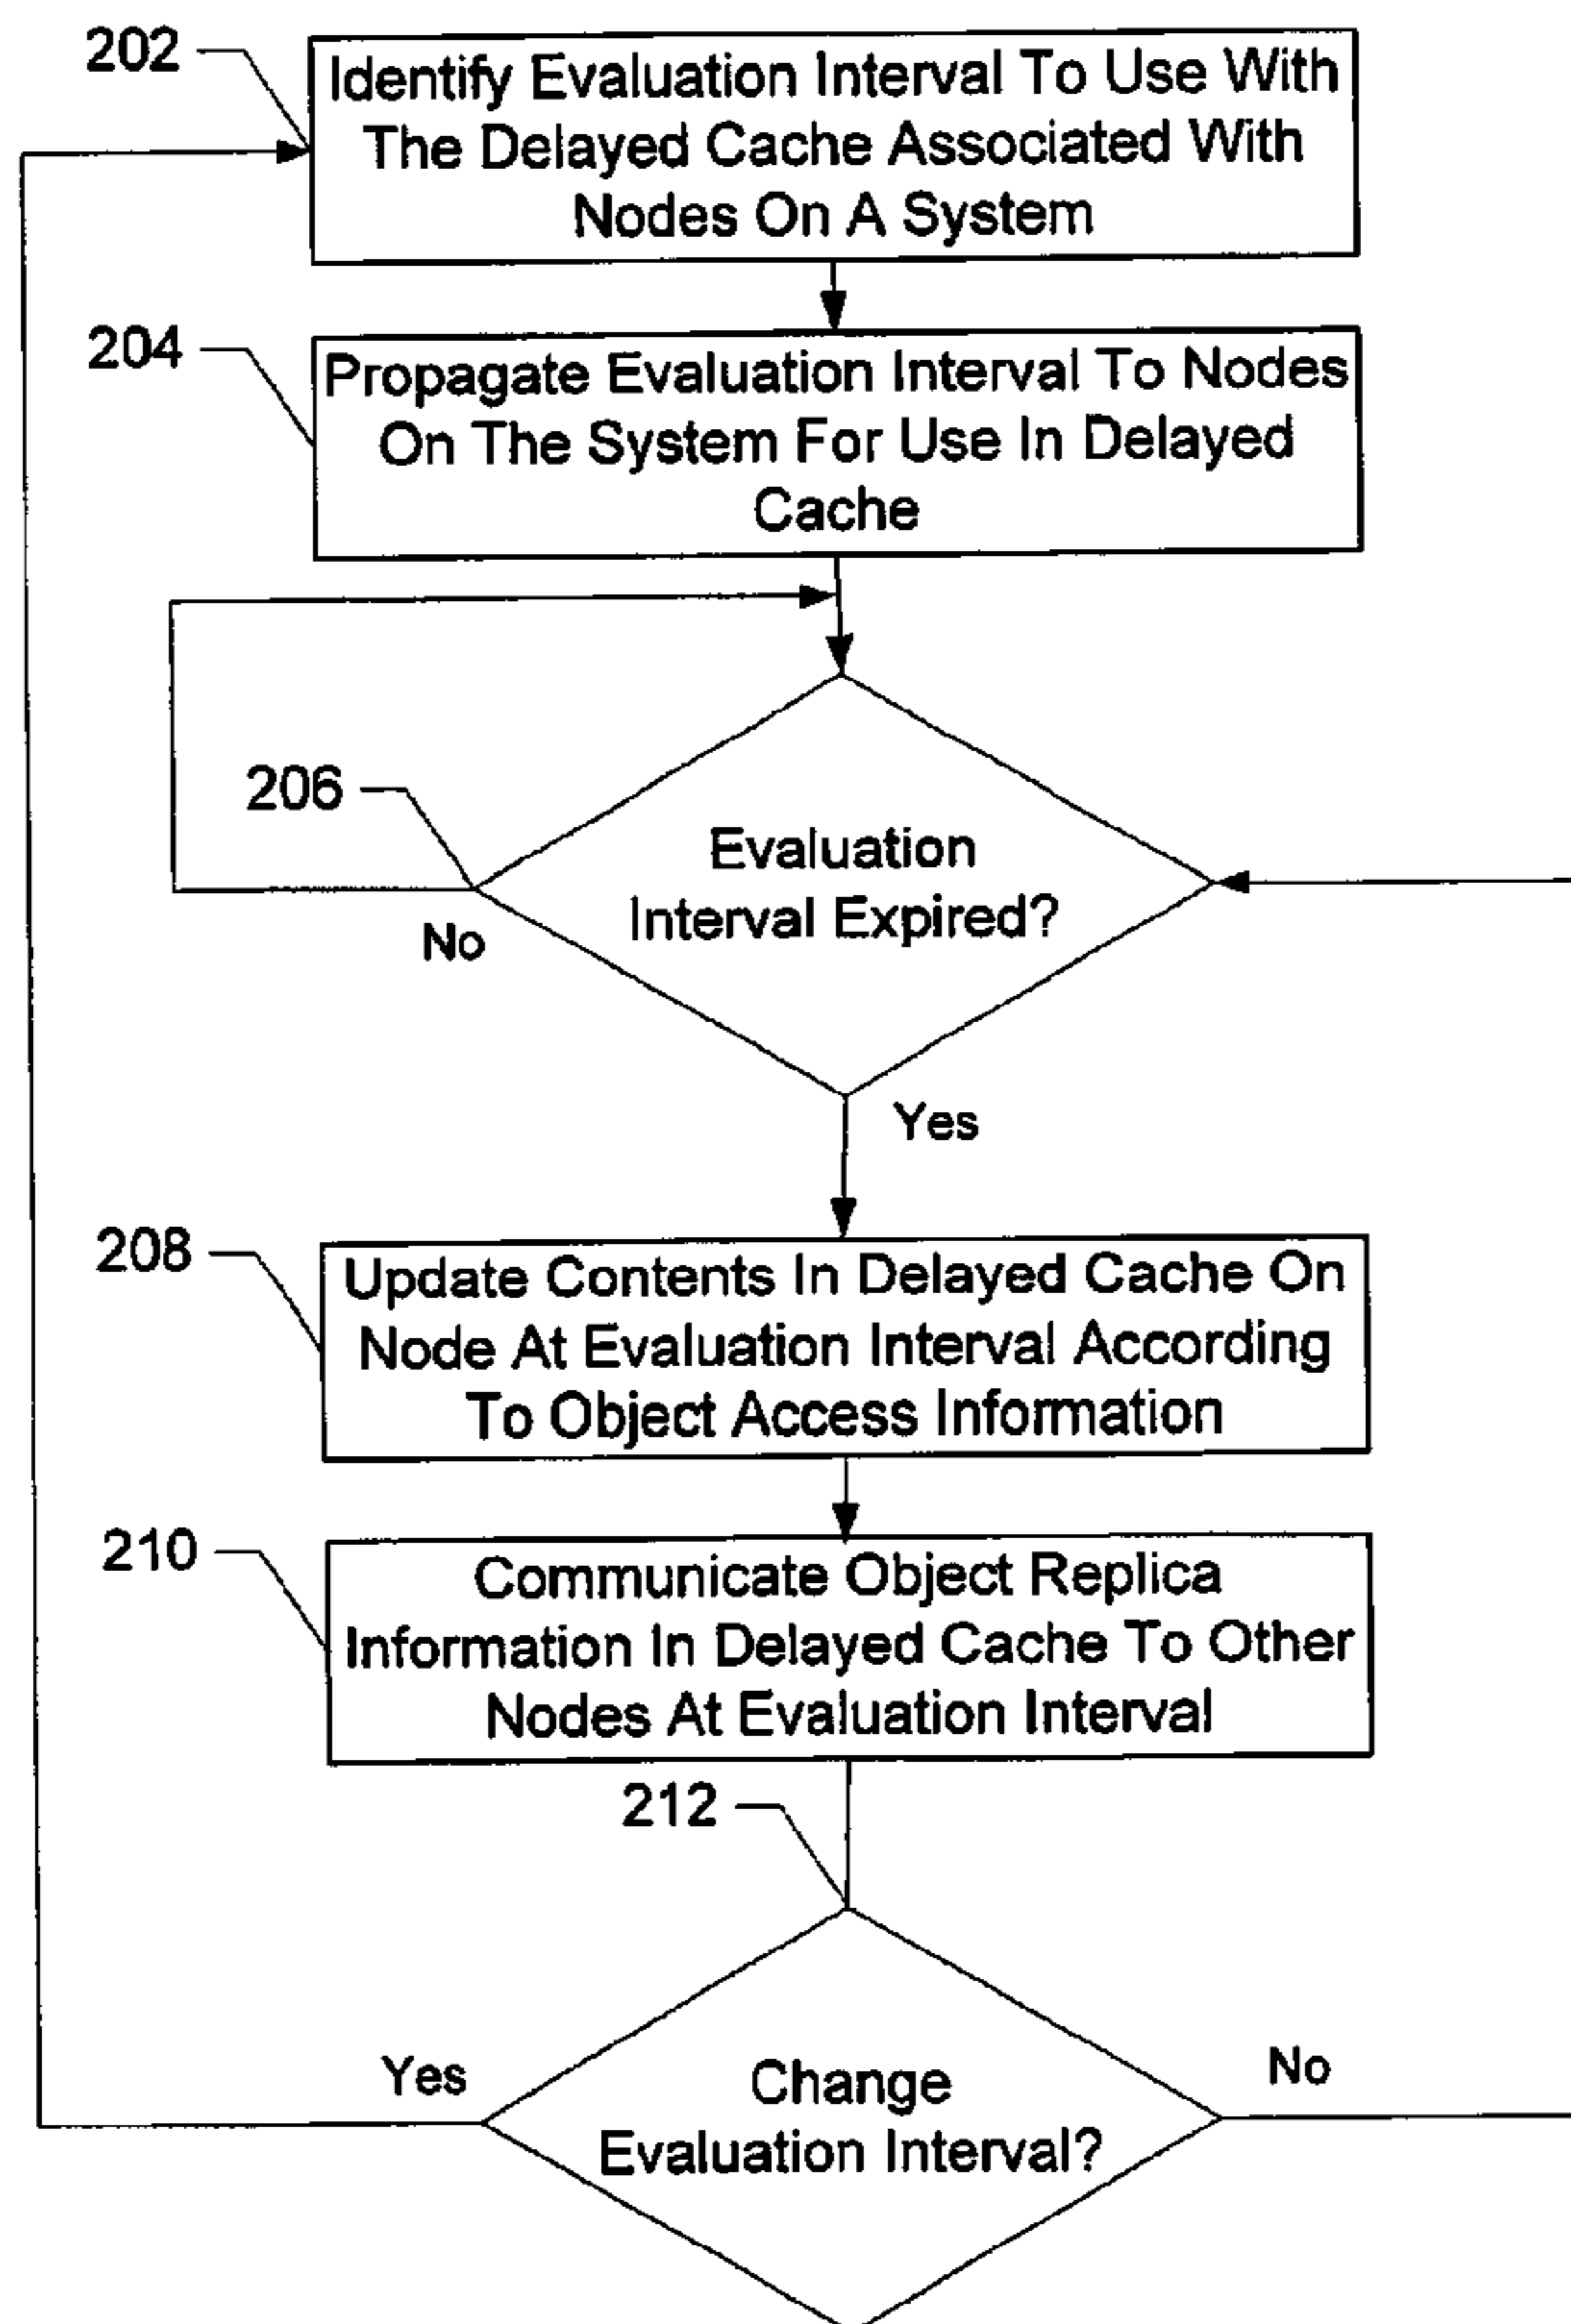 202
Identify Evaluation Interval To Use With
The Delayed Cache Associated With
Nodes On A System
204
Propagate Evaluation Interval To Nodes
On The System For Use In Delayed
Cache
206
Evaluation
Interval Expired?
No
Yes
208
Update Contents In Delayed Cache On
Node At Evaluation Interval According
To Object Access Information
210
Communicate Object Replica
Information In Delayed Cache To Other
Nodes At Evaluation Interval
212
Yes
Change
Evaluation Interval?
No